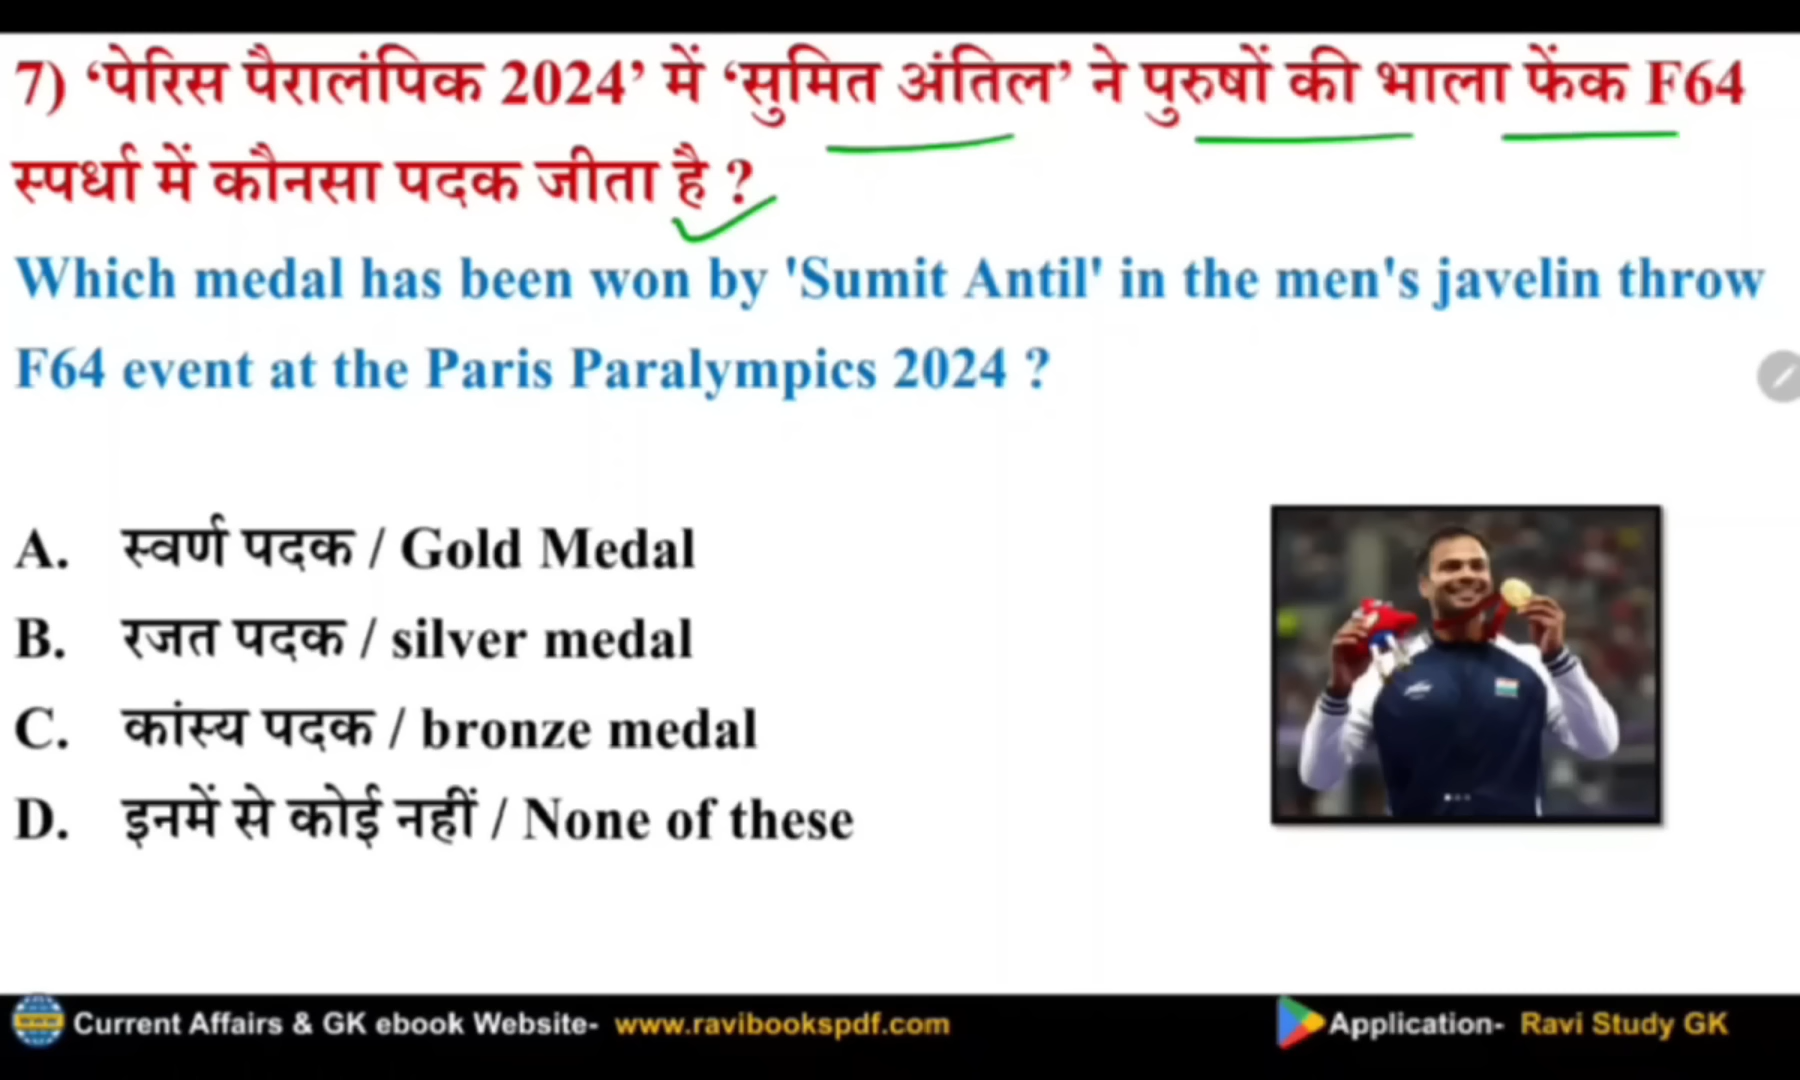 7) ‘पेरिस पैरालंपिक 2024’ में ‘सुमित अंतिल’ ने पुरुषों की भाला फेंक F64
स्पर्धा में कौनसा पदक जीता है ?
Which medal has been won by 'Sumit Antil' in the men's javelin throw
F64 event at the Paris Paralympics 2024 ?
A. स्वर्ण पदक / Gold Medal
B. रजत पदक / silver medal
C. कांस्य पदक / bronze medal
D. इनमें से कोई नहीं / None of these
Current Affairs & GK ebook Website- www.ravibookspdf.com
Application- Ravi Study GK